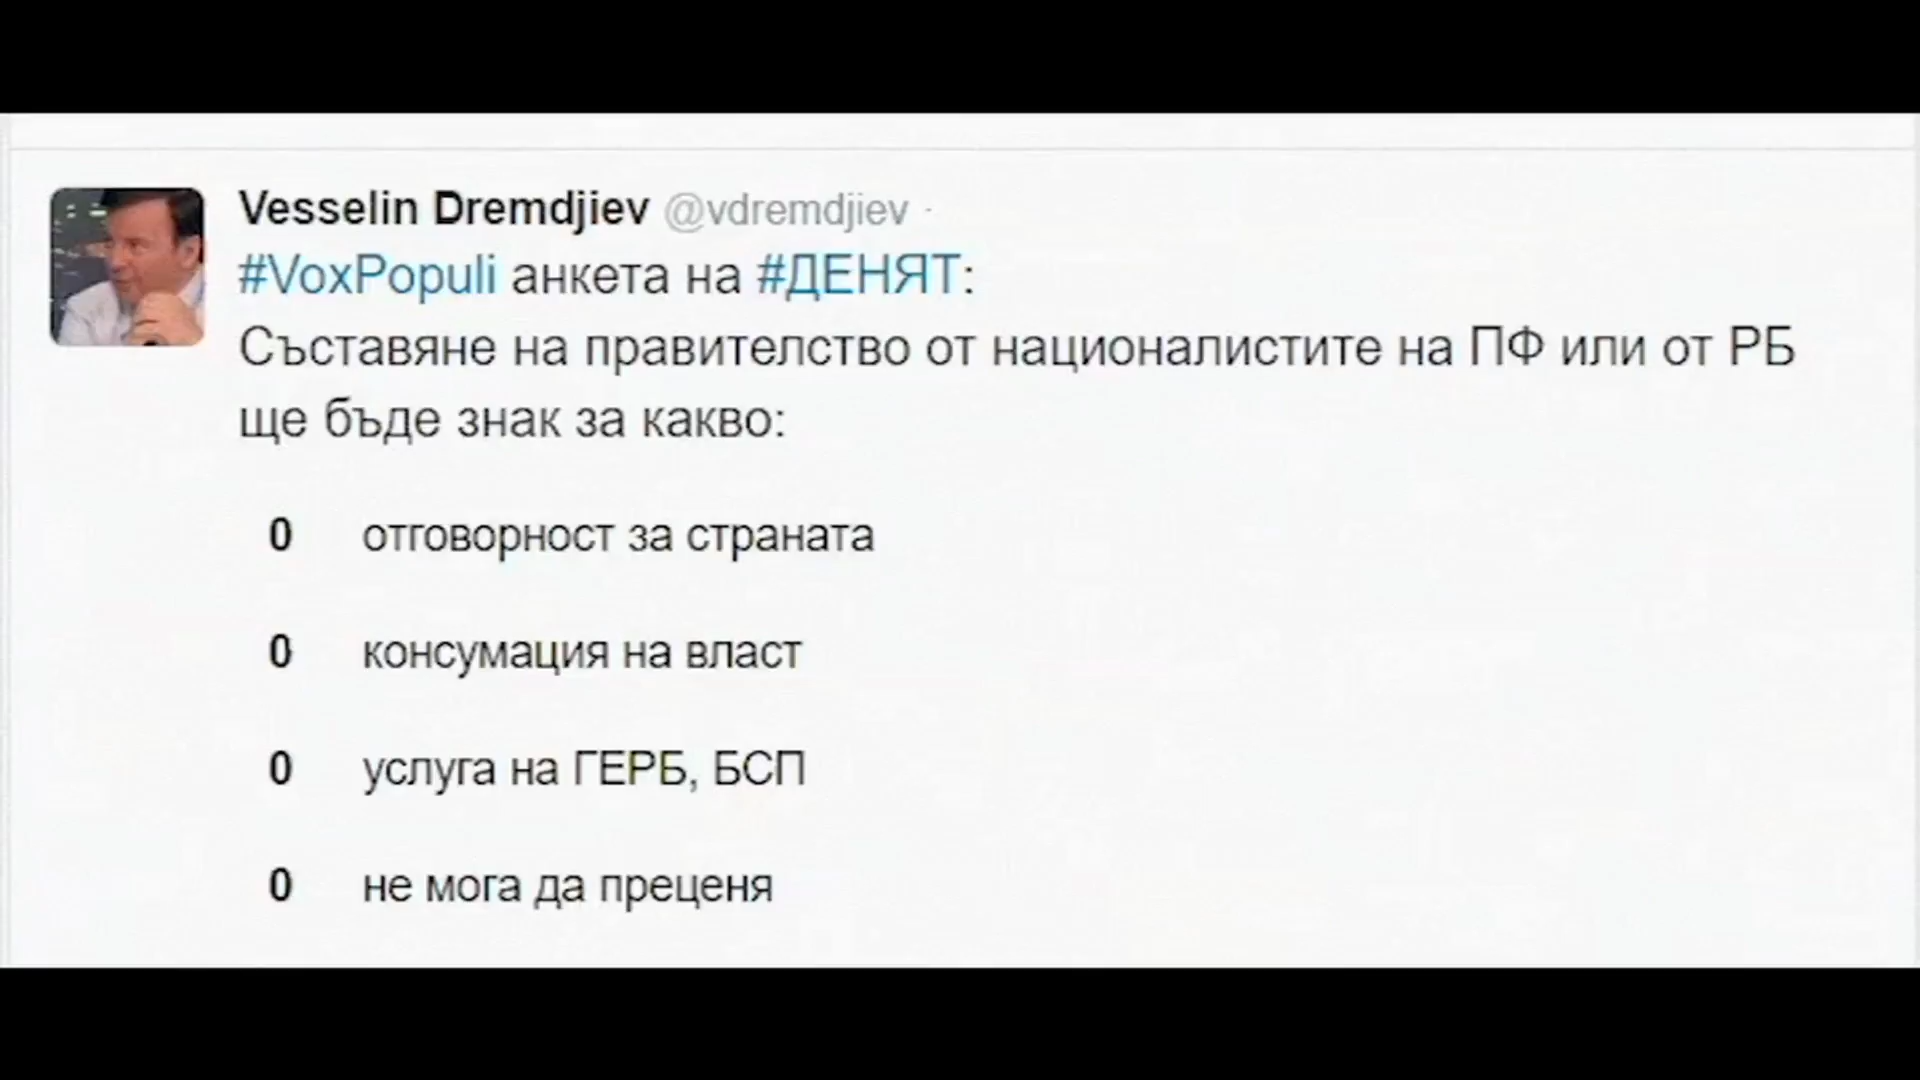 Vesselin Dremdjiev @vdremdjiev ·
#VoxPopuli анкета на #ДЕНЯТ:
Съставяне на правителство от националистите на ПФ или от РБ
ще бъде знак за какво:
0 отговорност за страната
0 консумация на власт
0 услуга на ГЕРБ, БСП
0 не мога да преценя